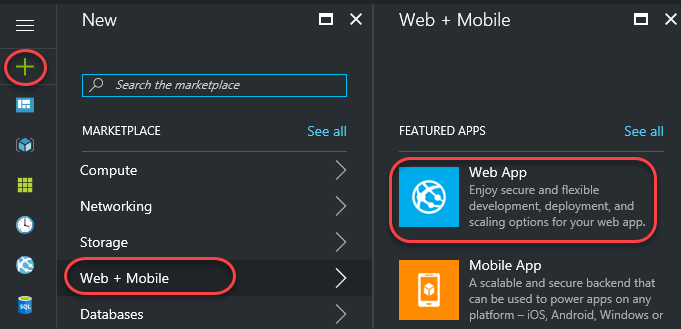 New
Search the marketplace
MARKETPLACE
See all
Compute
Networking
Storage
Web + Mobile
Databases
Web + Mobile
FEATURED APPS
See all
Web App
Enjoy secure and flexible
development, deployment, and
scaling options for your web app.
Mobile App
A scalable and secure backend that
can be used to power apps on any
platform – iOS, Android, Windows or
SQL